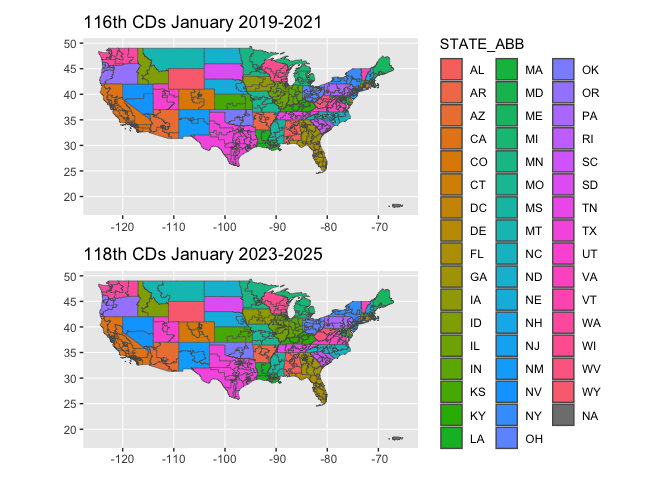 116th CDs January 2019-2021
50
45
40
35
30
25
20
-120 -110 -100 -90 -80 -70
118th CDs January 2023-2025
50
45
40
35
30
25
20
-120 -110 -100 -90 -80 -70
STATE_ABB
AL MA OK
AR MD OR
AZ ME PA
CA MI RI
CO MN SC
CT MO SD
DC MS TN
DE MT TX
FL NC UT
GA ND VA
IA NE VT
ID NH WA
IL NJ WI
IN NM WV
KS NV WY
KY NY NA
LA OH